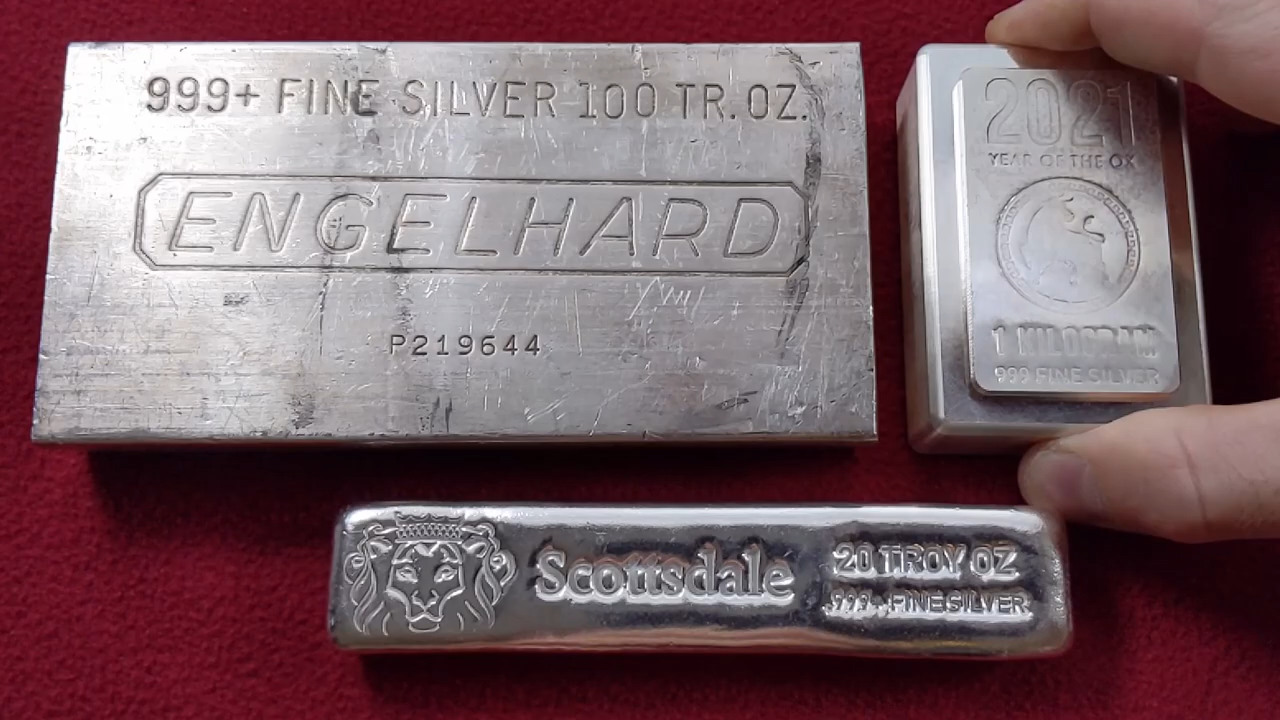 999+ FINE SILVER 100 TR. OZ.
ENGELHARD
P219644
2021
YEAR OF THE OX
1 KILOGRAM
999 FINE SILVER
Scottsdale
20 TROY OZ
.999+ FINE SILVER